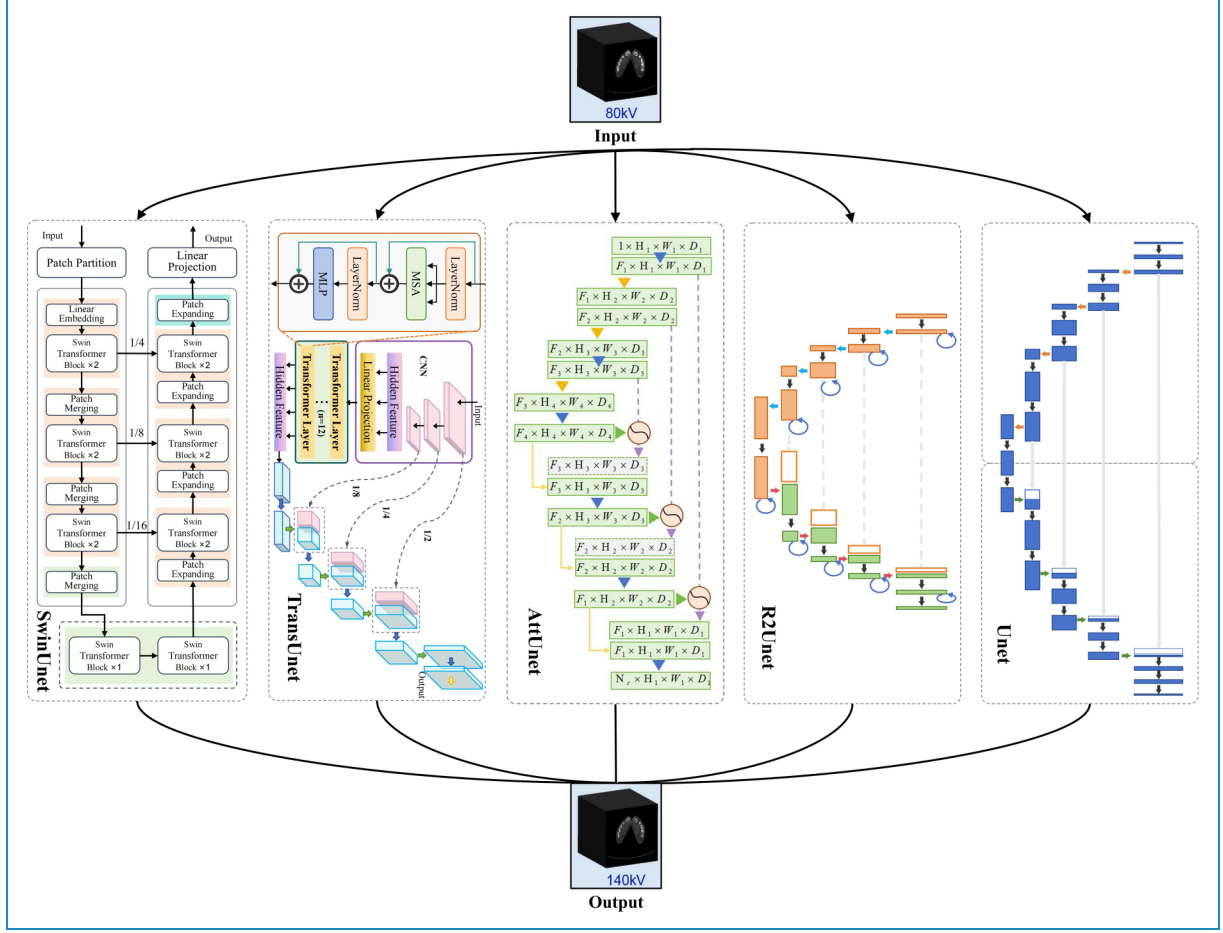 80kV
Input
Input
Output
Patch Partition
Linear
Projection
Linear
Embedding
Swin
Transformer
Block ×2
Patch
Merging
Swin
Transformer
Block ×2
Patch
Merging
Swin
Transformer
Block ×2
Patch
Merging
1/4
1/8
1/16
Patch
Expanding
Swin
Transformer
Block ×2
Patch
Expanding
Swin
Transformer
Block ×2
Patch
Expanding
Swin
Transformer
Block ×2
Patch
Expanding
Swin
Transformer
Block ×1
Swin
Transformer
Block ×1
SwinUnet
MLP
LayerNorm
MSA
LayerNorm
Hidden Feature
Transformer Layer
⋯
(n=12)
Transformer Layer
Linear Projection
Hidden Feature
CNN
Input
1/8
1/4
1/2
Output
TransUnet
1 × H₁ × W₁ × D₁
F₁ × H₁ × W₁ × D₁
F₁ × H₂ × W₂ × D₂
F₂ × H₂ × W₂ × D₂
F₂ × H₃ × W₃ × D₃
F₃ × H₃ × W₃ × D₃
F₃ × H₄ × W₄ × D₄
F₄ × H₄ × W₄ × D₄
F₃ × H₃ × W₃ × D₃
F₃ × H₃ × W₃ × D₃
F₂ × H₃ × W₃ × D₃
F₂ × H₂ × W₂ × D₂
F₂ × H₂ × W₂ × D₂
F₁ × H₂ × W₂ × D₂
F₁ × H₁ × W₁ × D₁
F₁ × H₁ × W₁ × D₁
N꜀ × H₁ × W₁ × D₁
AttUnet
R2Unet
Unet
140kV
Output